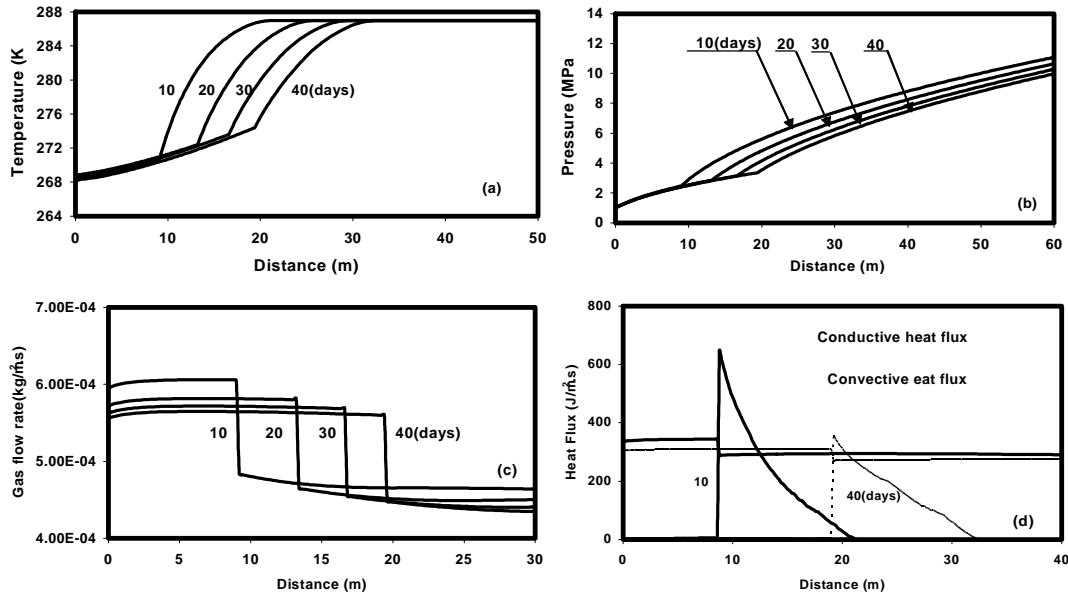 Temperature (K
288
284
280
276
272
268
264
10
20
30
40(days)
(a)
0
10
20
30
40
50
Distance (m)
Pressure (MPa
14
12
10
8
6
4
2
0
10(days)
20
30
40
(b)
0
10
20
30
40
50
60
Distance (m)
Gas flow rate(kg/m²s
7.00E-04
6.00E-04
5.00E-04
4.00E-04
10
20
30
40(days)
(c)
0
5
10
15
20
25
30
Distance (m)
Heat Flux (J/m²s
800
600
400
200
0
Conductive heat flux
Convective eat flux
10
40(days)
(d)
0
10
20
30
40
Distance (m)